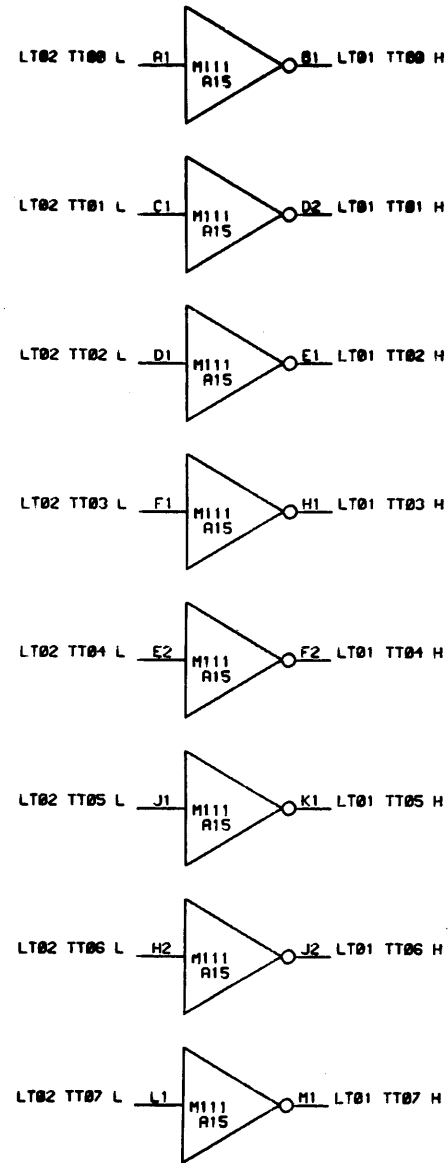 LT02 TT00 L A1 M111 B1 LT01 TT00 H
A15
LT02 TT01 L C1 M111 D2 LT01 TT01 H
A15
LT02 TT02 L D1 M111 E1 LT01 TT02 H
A15
LT02 TT03 L F1 M111 H1 LT01 TT03 H
A15
LT02 TT04 L E2 M111 F2 LT01 TT04 H
A15
LT02 TT05 L J1 M111 K1 LT01 TT05 H
A15
LT02 TT06 L H2 M111 J2 LT01 TT06 H
A15
LT02 TT07 L L1 M111 M1 LT01 TT07 H
A15